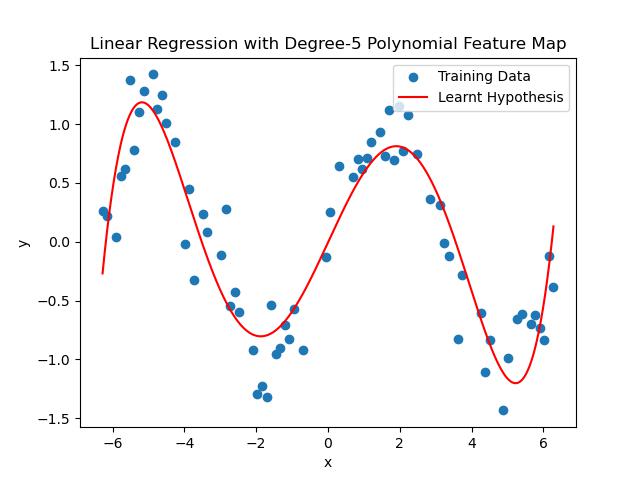 Linear Regression with Degree-5 Polynomial Feature Map
Training Data
Learnt Hypothesis
1.5
1.0
0.5
0.0
−0.5
−1.0
−1.5
y
−6
−4
−2
0
2
4
6
x